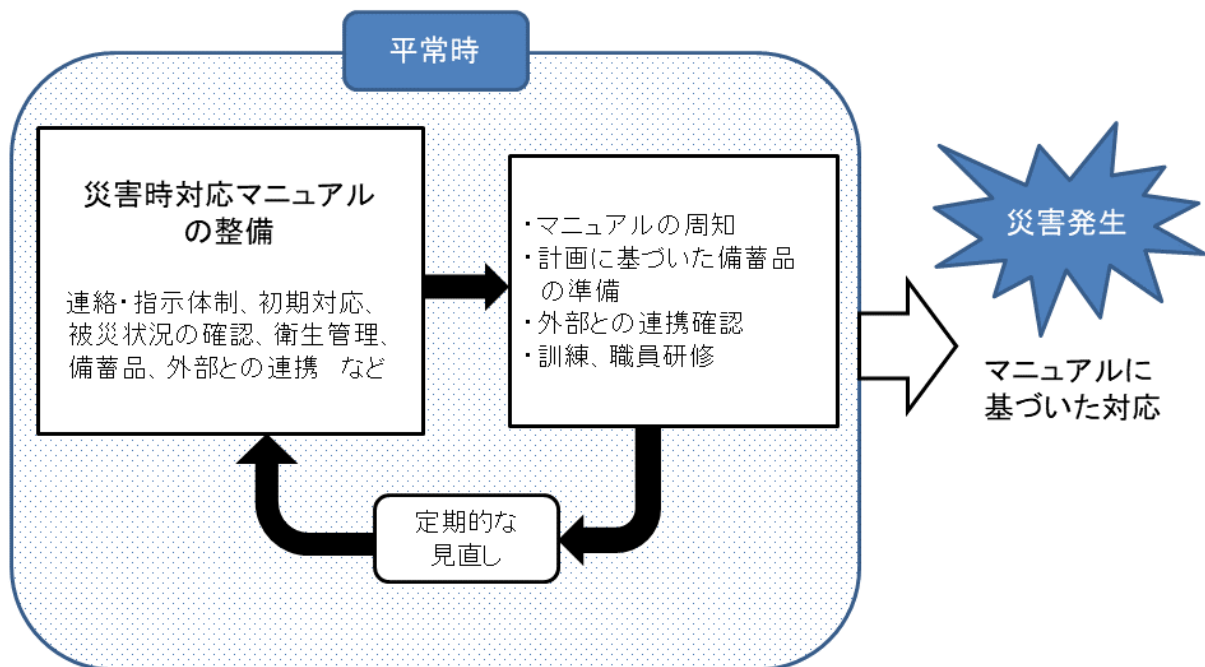 平常時
災害時対応マニュアル
の整備
連絡・指示体制、初期対応、
被災状況の確認、衛生管理、
備蓄品、外部との連携　など
・マニュアルの周知
・計画に基づいた備蓄品
の準備
・外部との連携確認
・訓練、職員研修
定期的な
見直し
災害発生
マニュアルに
基づいた対応